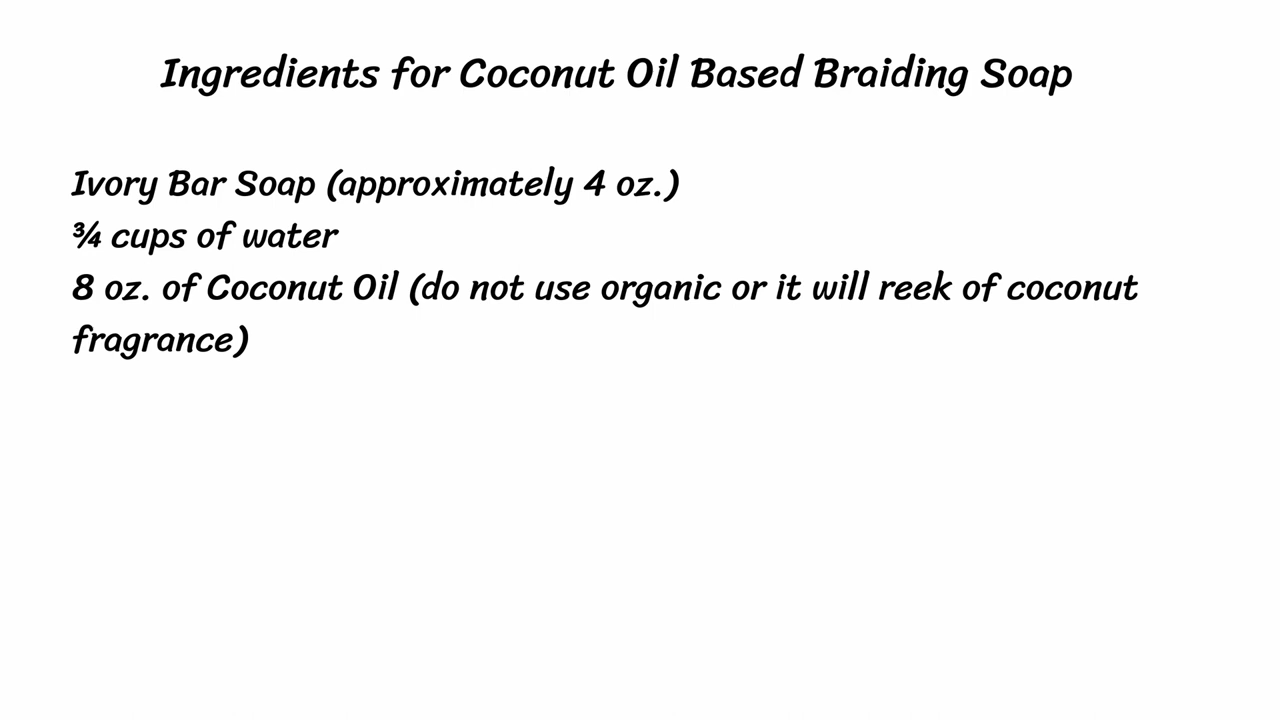 Ingredients for Coconut Oil Based Braiding Soap
Ivory Bar Soap (approximately 4 oz.)
¾ cups of water
8 oz. of Coconut Oil (do not use organic or it will reek of coconut
fragrance)